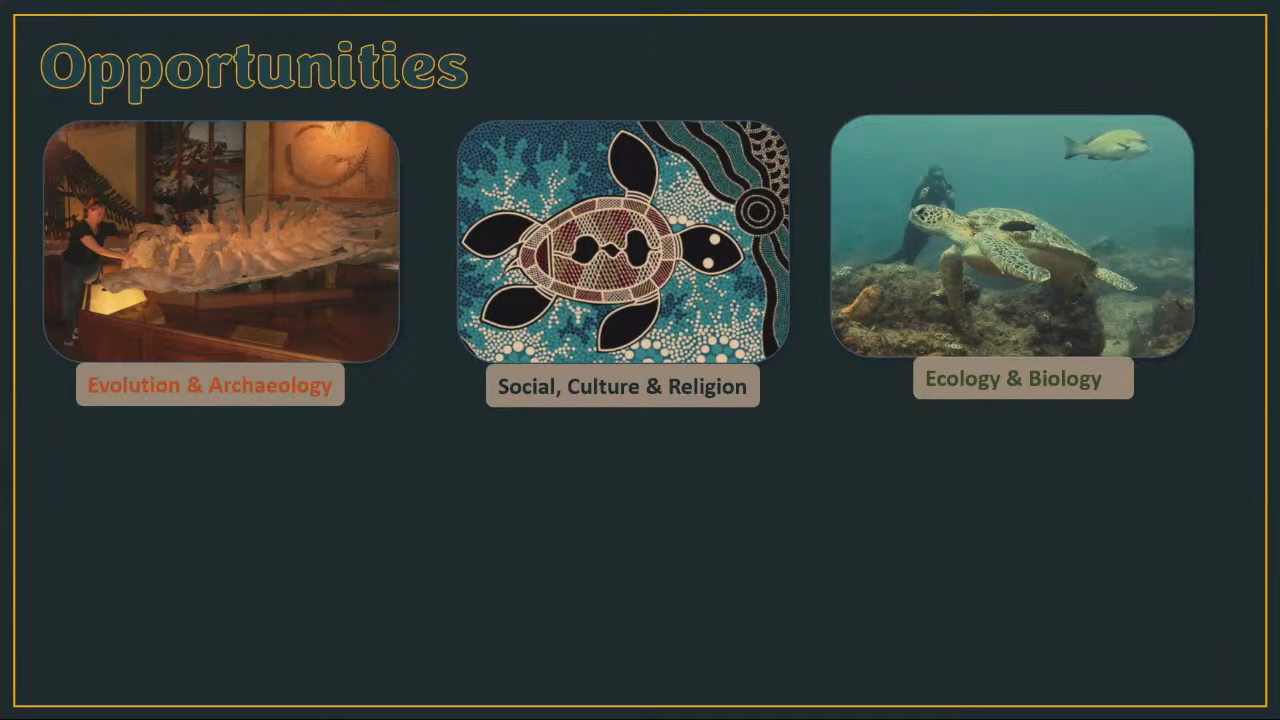 Opportunities
Evolution & Archaeology
Social, Culture & Religion
Ecology & Biology